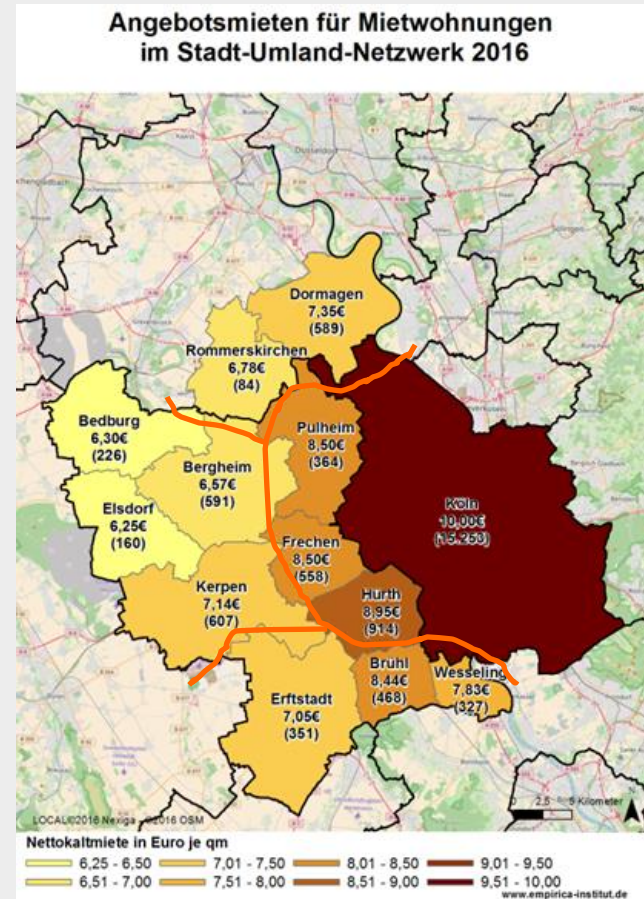 Angebotsmieten für Mietwohnungen
im Stadt-Umland-Netzwerk 2016
Düsseldorf
Dormagen
7,35€
(589)
Rommerskirchen
6,78€
(84)
Bedburg
6,30€
(226)
Pulheim
8,50€
(364)
Bergheim
6,57€
(591)
Elsdorf
6,25€
(160)
Köln
10,00€
(15.253)
Frechen
8,50€
(558)
Kerpen
7,14€
(607)
Hürth
8,95€
(914)
Brühl
8,44€
(468)
Wesseling
7,83€
(327)
Erftstadt
7,05€
(351)
0 2,5 5 Kilometer
LOCAL©2016 Nexiga - ©2016 OSM
Nettokaltmiete in Euro je qm
6,25 - 6,50 7,01 - 7,50 8,01 - 8,50 9,01 - 9,50
6,51 - 7,00 7,51 - 8,00 8,51 - 9,00 9,51 - 10,00
www.empirica-institut.de